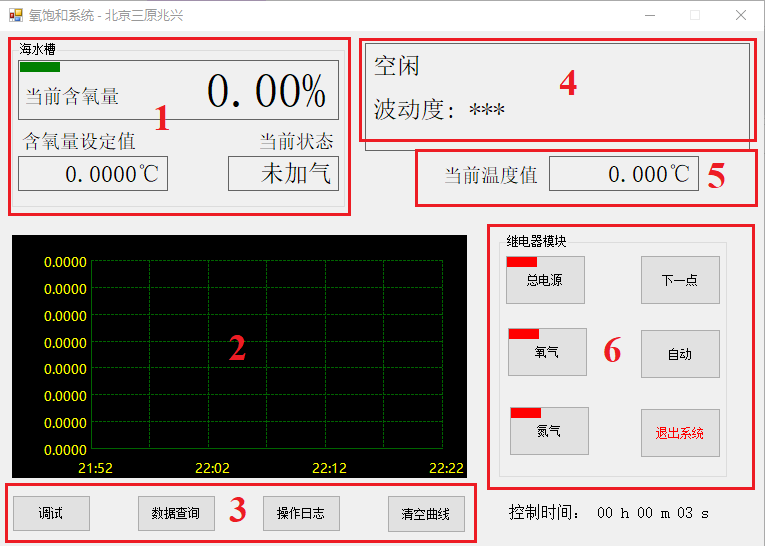 氧饱和系统 - 北京三原兆兴
海水槽
当前含氧量
0.00%
1
含氧量设定值
当前状态
0.0000℃
未加气
空闲
4
波动度: ***
当前温度值
0.000℃
5
0.0000
0.0000
0.0000
0.0000
0.0000
0.0000
0.0000
0.0000
2
21:52
22:02
22:12
22:22
继电器模块
总电源
下一点
氧气
6
自动
氮气
退出系统
调试
数据查询
3
操作日志
清空曲线
控制时间: 00 h 00 m 03 s